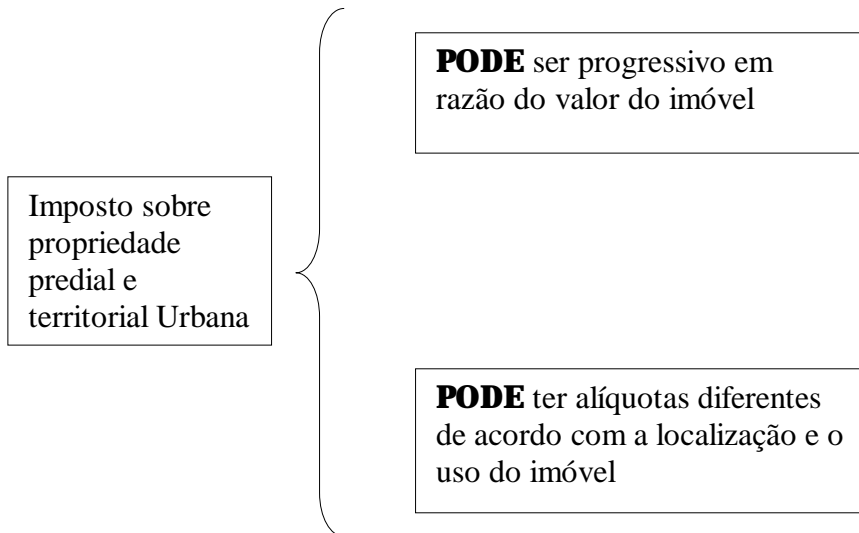 Imposto sobre
propriedade
predial e
territorial Urbana
PODE ser progressivo em
razão do valor do imóvel
PODE ter alíquotas diferentes
de acordo com a localização e o
uso do imóvel